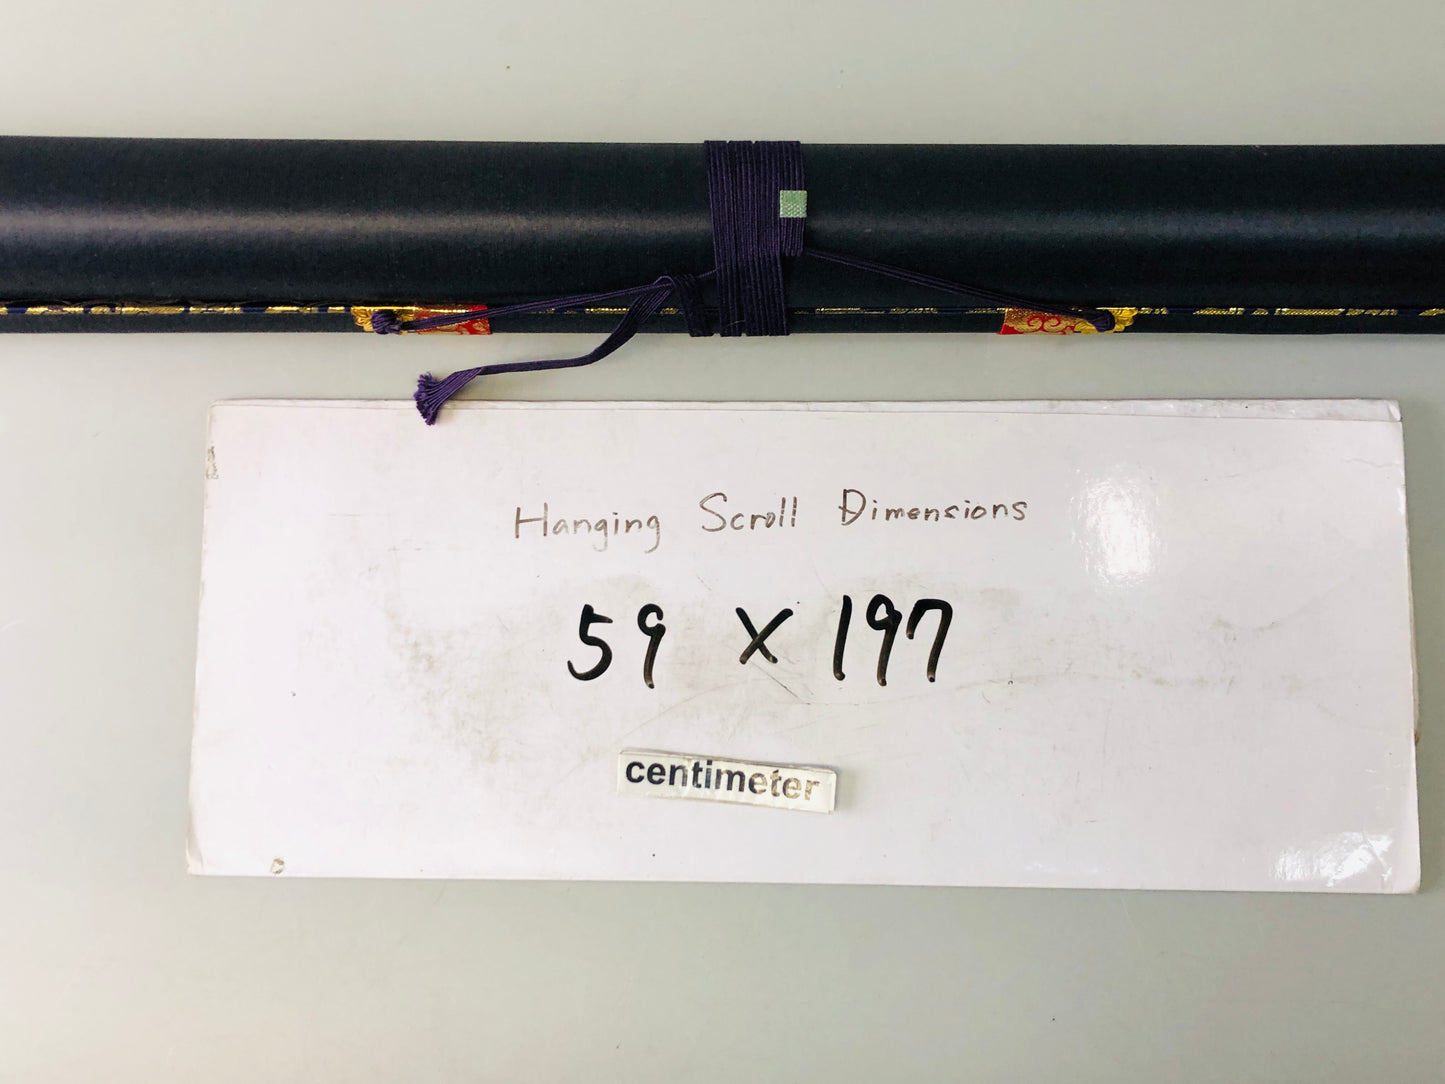 Hanging Scroll Dimensions
59 × 197
centimeter